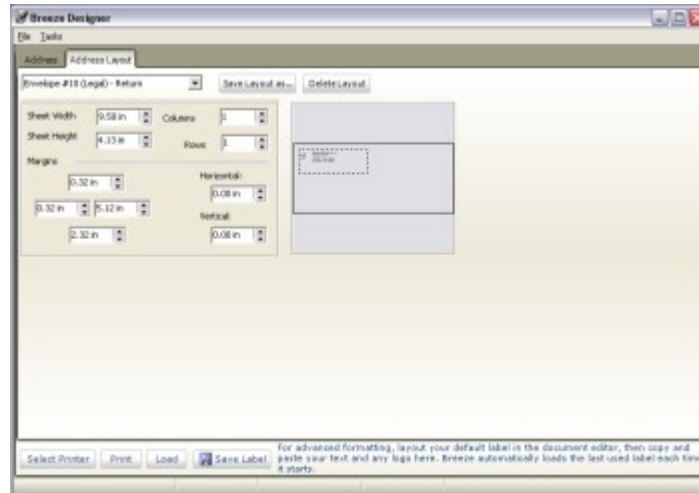 Breeze Designer
File Tasks
Address Address Layout
Envelope #10 (Legal) - Return Save Layout as... Delete Layout
Sheet Width 9.50 in Columns 1
Sheet Height 4.13 in Rows 1
Margins
Horizontal:
0.32 in
0.00 in
0.32 in 5.12 in
Vertical:
2.32 in 0.00 in
Select Printer Print Load Save Label
For advanced formatting, layout your default label in the document editor, then copy and
paste your text and any logo here. Breeze automatically loads the last used label each time
it starts.